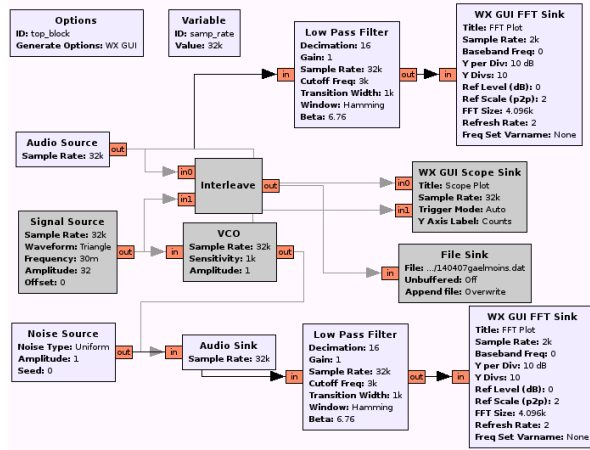 Options
ID: top_block
Generate Options: WX GUI
Variable
ID: samp_rate
Value: 32k
Low Pass Filter
Decimation: 16
Gain: 1
Sample Rate: 32k
Cutoff Freq: 3k
Transition Width: 1k
Window: Hamming
Beta: 6.76
in
out
WX GUI FFT Sink
Title: FFT Plot
Sample Rate: 2k
Baseband Freq: 0
Y per Div: 10 dB
Y Divs: 10
Ref Level (dB): 0
Ref Scale (p2p): 2
FFT Size: 4.096k
Refresh Rate: 2
Freq Set Varname: None
in
Audio Source
Sample Rate: 32k
out
Interleave
in0
in1
out
WX GUI Scope Sink
Title: Scope Plot
Sample Rate: 32k
Trigger Mode: Auto
Y Axis Label: Counts
in0
in1
Signal Source
Sample Rate: 32k
Waveform: Triangle
Frequency: 30m
Amplitude: 32
Offset: 0
out
VCO
Sample Rate: 32k
Sensitivity: 1k
Amplitude: 1
in
out
File Sink
File: .../140407gaelmoins.dat
Unbuffered: Off
Append file: Overwrite
in
Noise Source
Noise Type: Uniform
Amplitude: 1
Seed: 0
out
Audio Sink
Sample Rate: 32k
in
Low Pass Filter
Decimation: 16
Gain: 1
Sample Rate: 32k
Cutoff Freq: 3k
Transition Width: 1k
Window: Hamming
Beta: 6.76
in
out
WX GUI FFT Sink
Title: FFT Plot
Sample Rate: 2k
Baseband Freq: 0
Y per Div: 10 dB
Y Divs: 10
Ref Level (dB): 0
Ref Scale (p2p): 2
FFT Size: 4.096k
Refresh Rate: 2
Freq Set Varname: None
in